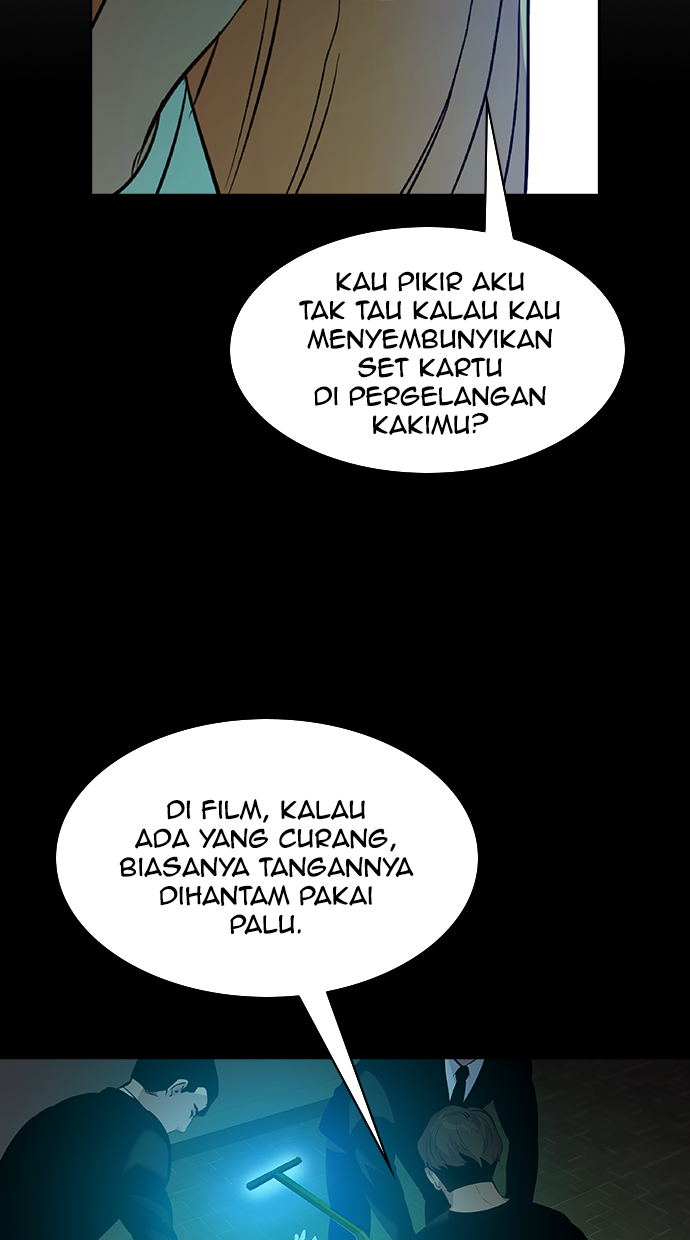 KAU PIKIR AKU
TAK TAU KALAU KAU
MENYEMBUNYIKAN
SET KARTU
DI PERGELANGAN
KAKIMU?
DI FILM, KALAU
ADA YANG CURANG,
BIASANYA TANGANNYA
DIHANTAM PAKAI
PALU.